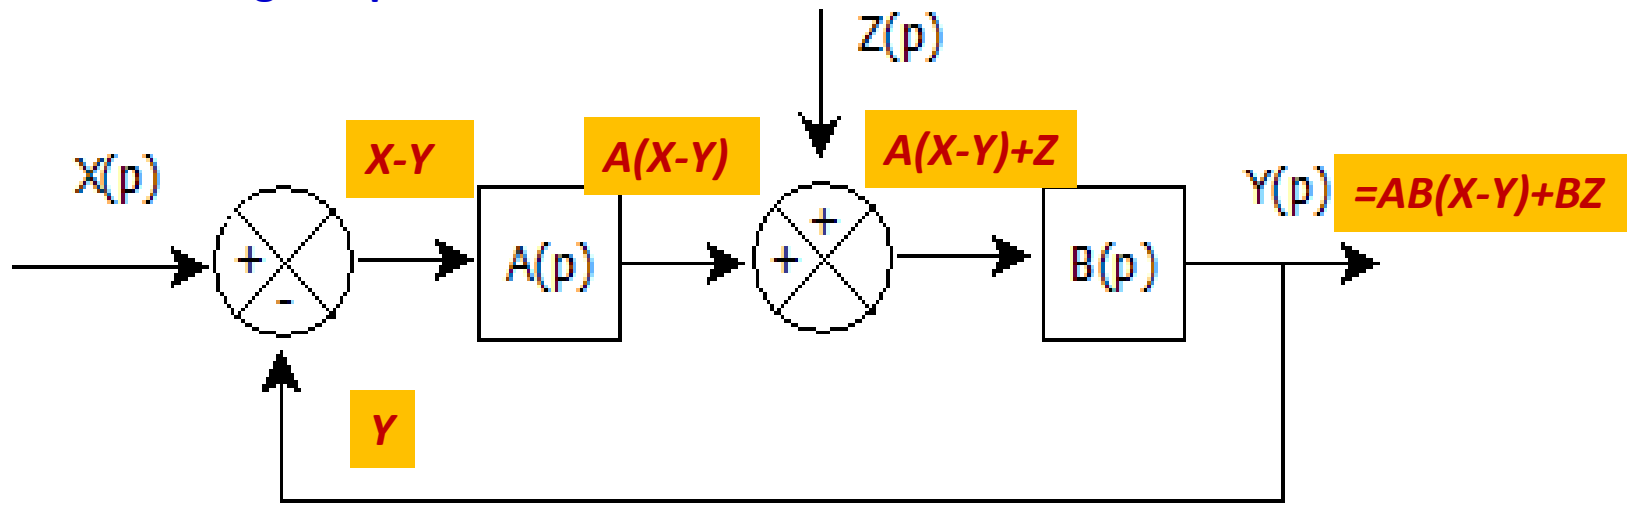 Z(p)
X-Y
A(X-Y)
A(X-Y)+Z
X(p)
Y(p) =AB(X-Y)+BZ
+
+
-
A(p)
+
B(p)
Y